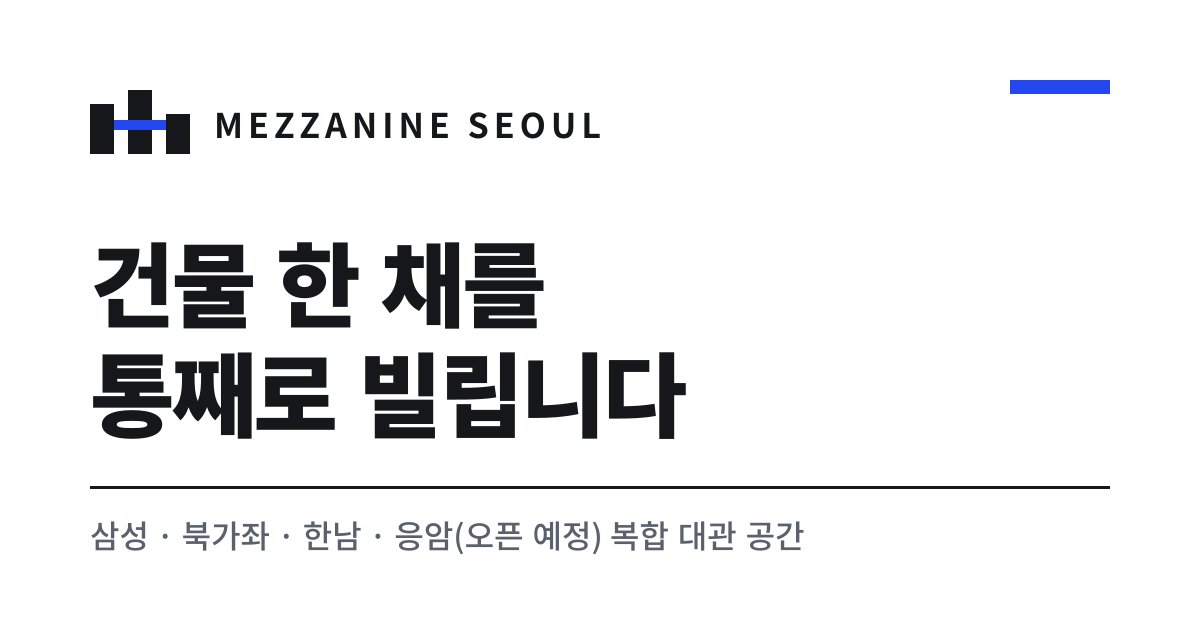 MEZZANINE SEOUL
건물 한 채를
통째로 빌립니다
삼성 · 북가좌 · 한남 · 응암(오픈 예정) 복합 대관 공간